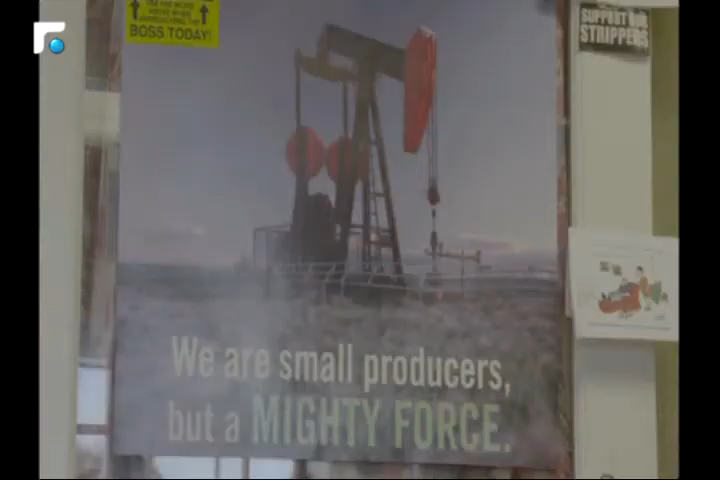 BOSS TODAY!
SUPPORT OUR
STRIPPERS
We are small producers,
but a MIGHTY FORCE.